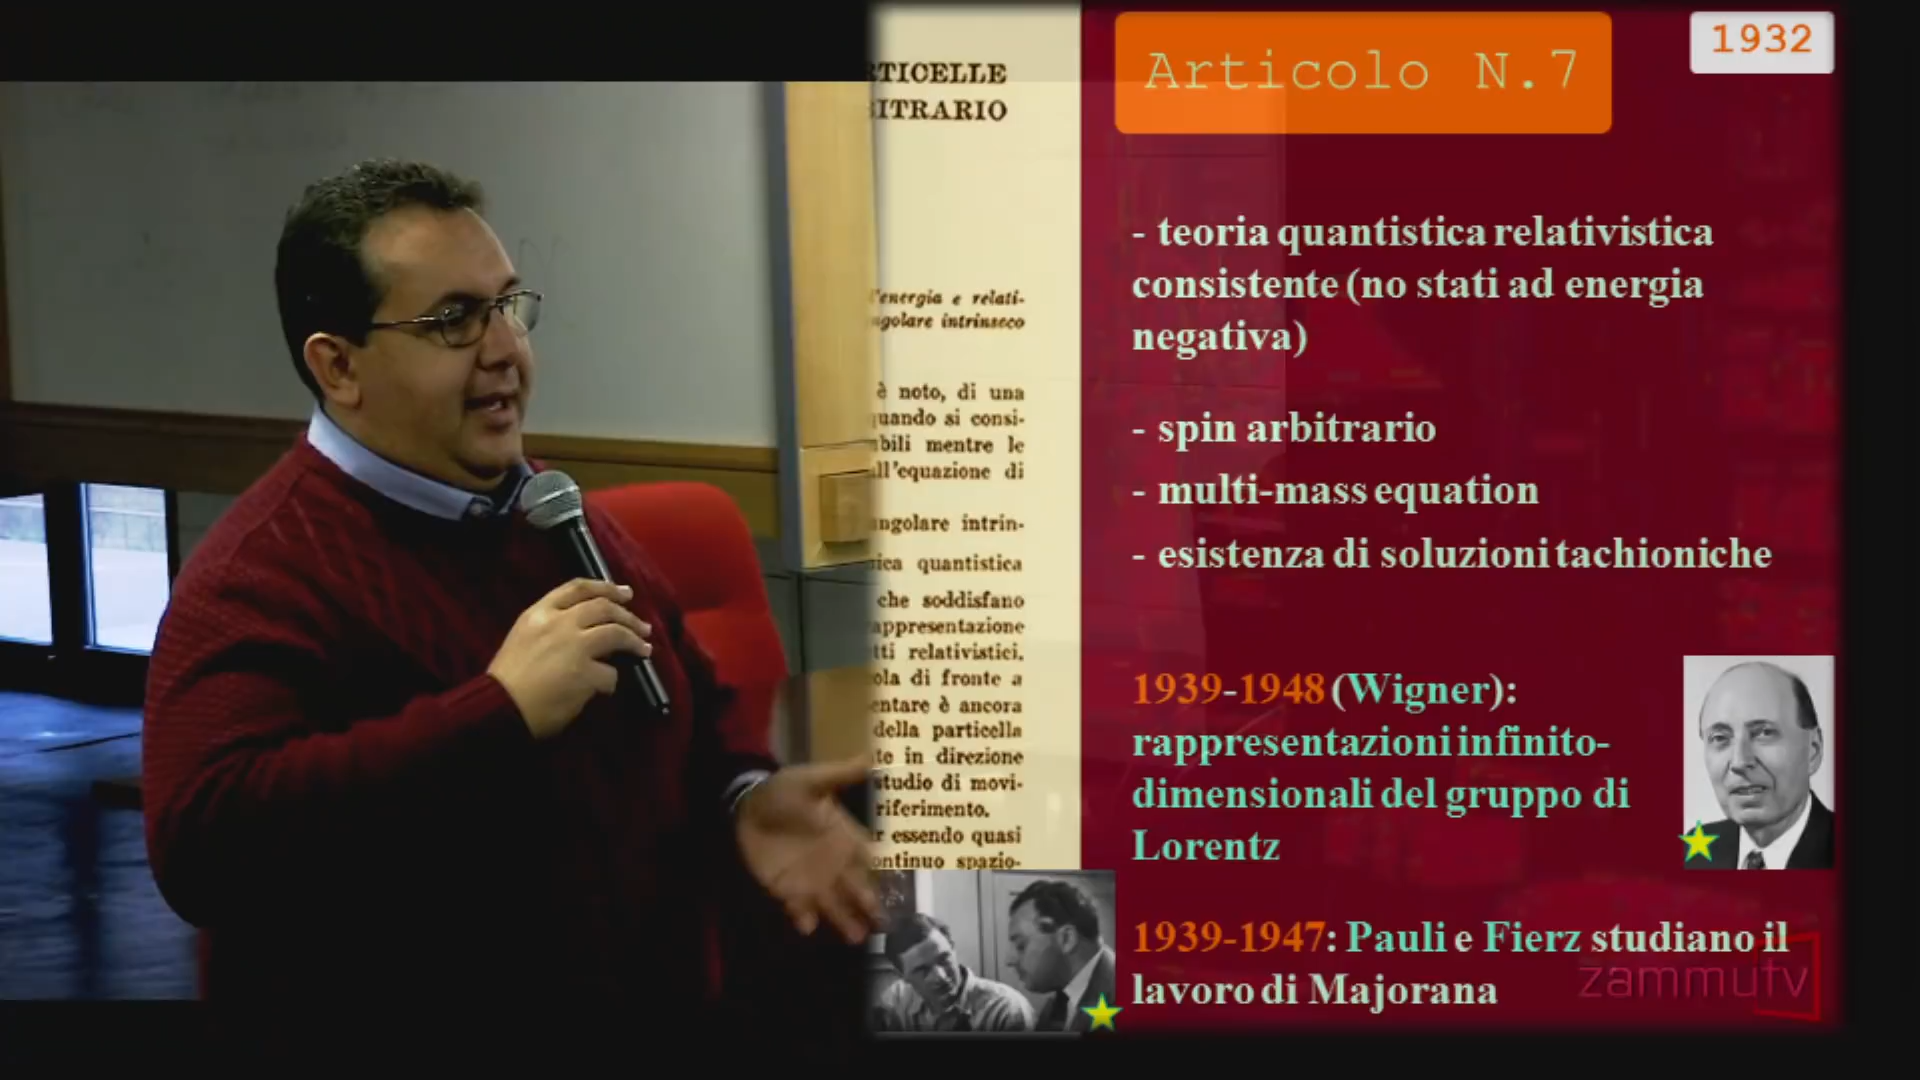 TICELLE
ITRARIO
energia e relati-
golare intrinseco
è noto, di una
uando si consi-
bili mentre le
ll'equazione di
angolare intrin-
ica quantistica
che soddisfano
appresentazione
tti relativistici.
ola di fronte a
entare è ancora
della particella
te in direzione
studio di movi-
riferimento.
r essendo quasi
ontinuo spazio-
Articolo N.7
1932
- teoria quantistica relativistica
consistente (no stati ad energia
negativa)
- spin arbitrario
- multi-mass equation
- esistenza di soluzioni tachioniche
1939-1948 (Wigner):
rappresentazioni infinito-
dimensionali del gruppo di
Lorentz
1939-1947: Pauli e Fierz studiano il
lavoro di Majorana
zammutv